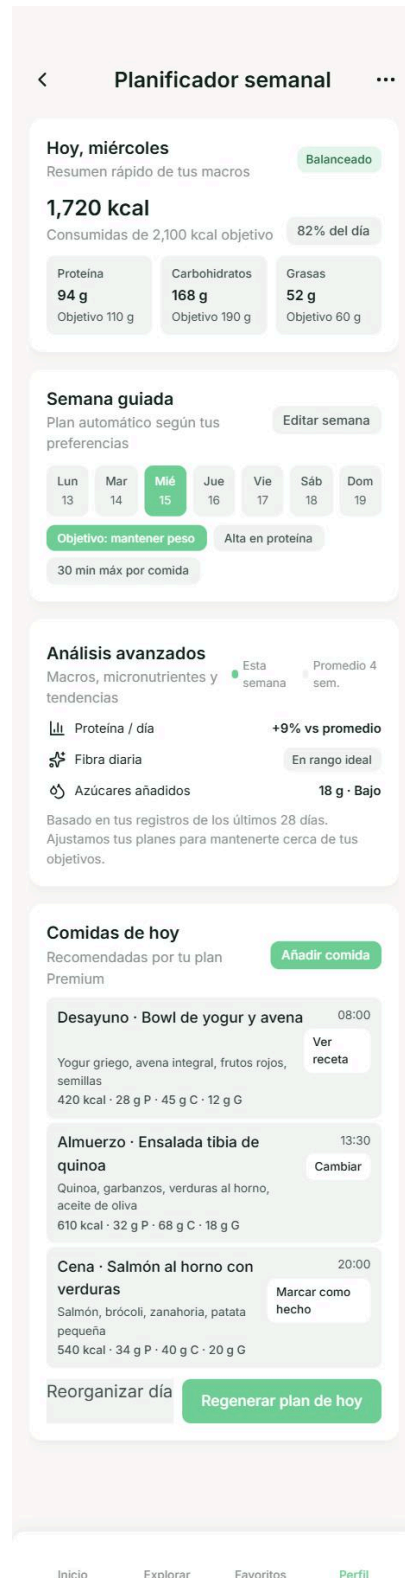 Planificador semanal
Hoy, miércoles
Balanceado
Resumen rápido de tus macros
1,720 kcal
Consumidas de 2,100 kcal objetivo
82% del día
Proteína
94 g
Objetivo 110 g
Carbohidratos
168 g
Objetivo 190 g
Grasas
52 g
Objetivo 60 g
Semana guiada
Plan automático según tus
preferencias
Editar semana
Lun
13
Mar
14
Mié
15
Jue
16
Vie
17
Sáb
18
Dom
19
Objetivo: mantener peso
Alta en proteína
30 min máx por comida
Análisis avanzados
Macros, micronutrientes y
tendencias
Esta
semana
Promedio 4
sem.
Proteína / día
+9% vs promedio
Fibra diaria
En rango ideal
Azúcares añadidos
18 g · Bajo
Basado en tus registros de los últimos 28 días.
Ajustamos tus planes para mantenerte cerca de tus
objetivos.
Comidas de hoy
Recomendadas por tu plan
Premium
Añadir comida
Desayuno · Bowl de yogur y avena
08:00
Ver
receta
Yogur griego, avena integral, frutos rojos,
semillas
420 kcal · 28 g P · 45 g C · 12 g G
Almuerzo · Ensalada tibia de
quinoa
13:30
Cambiar
Quinoa, garbanzos, verduras al horno,
aceite de oliva
610 kcal · 32 g P · 68 g C · 18 g G
Cena · Salmón al horno con
verduras
20:00
Marcar como
hecho
Salmón, brócoli, zanahoria, patata
pequeña
540 kcal · 34 g P · 40 g C · 20 g G
Reorganizar día
Regenerar plan de hoy
Inicio
Explorar
Favoritos
Perfil